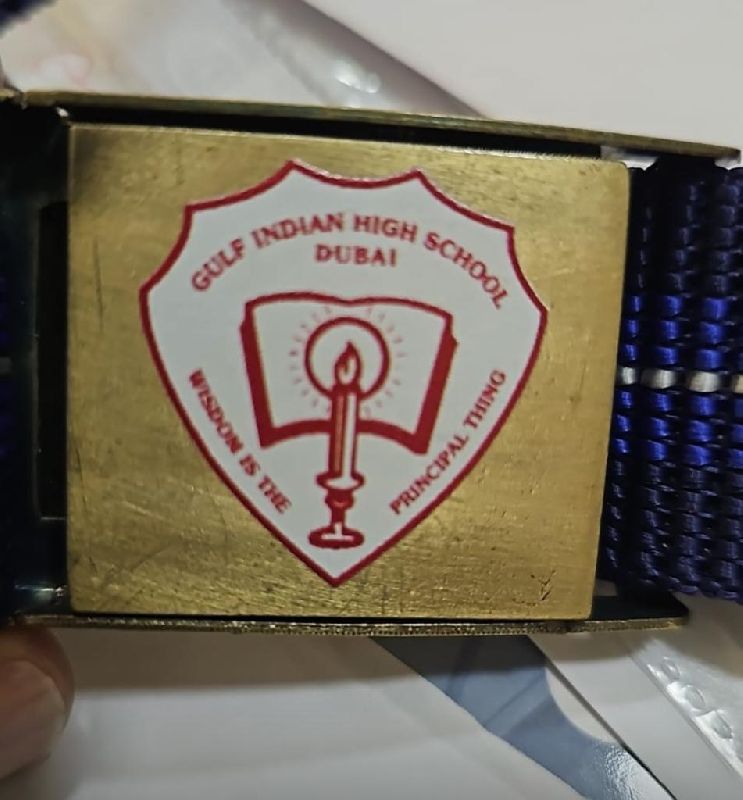 GULF INDIAN HIGH SCHOOL
DUBAI
WISDOM IS THE
PRINCIPAL THING